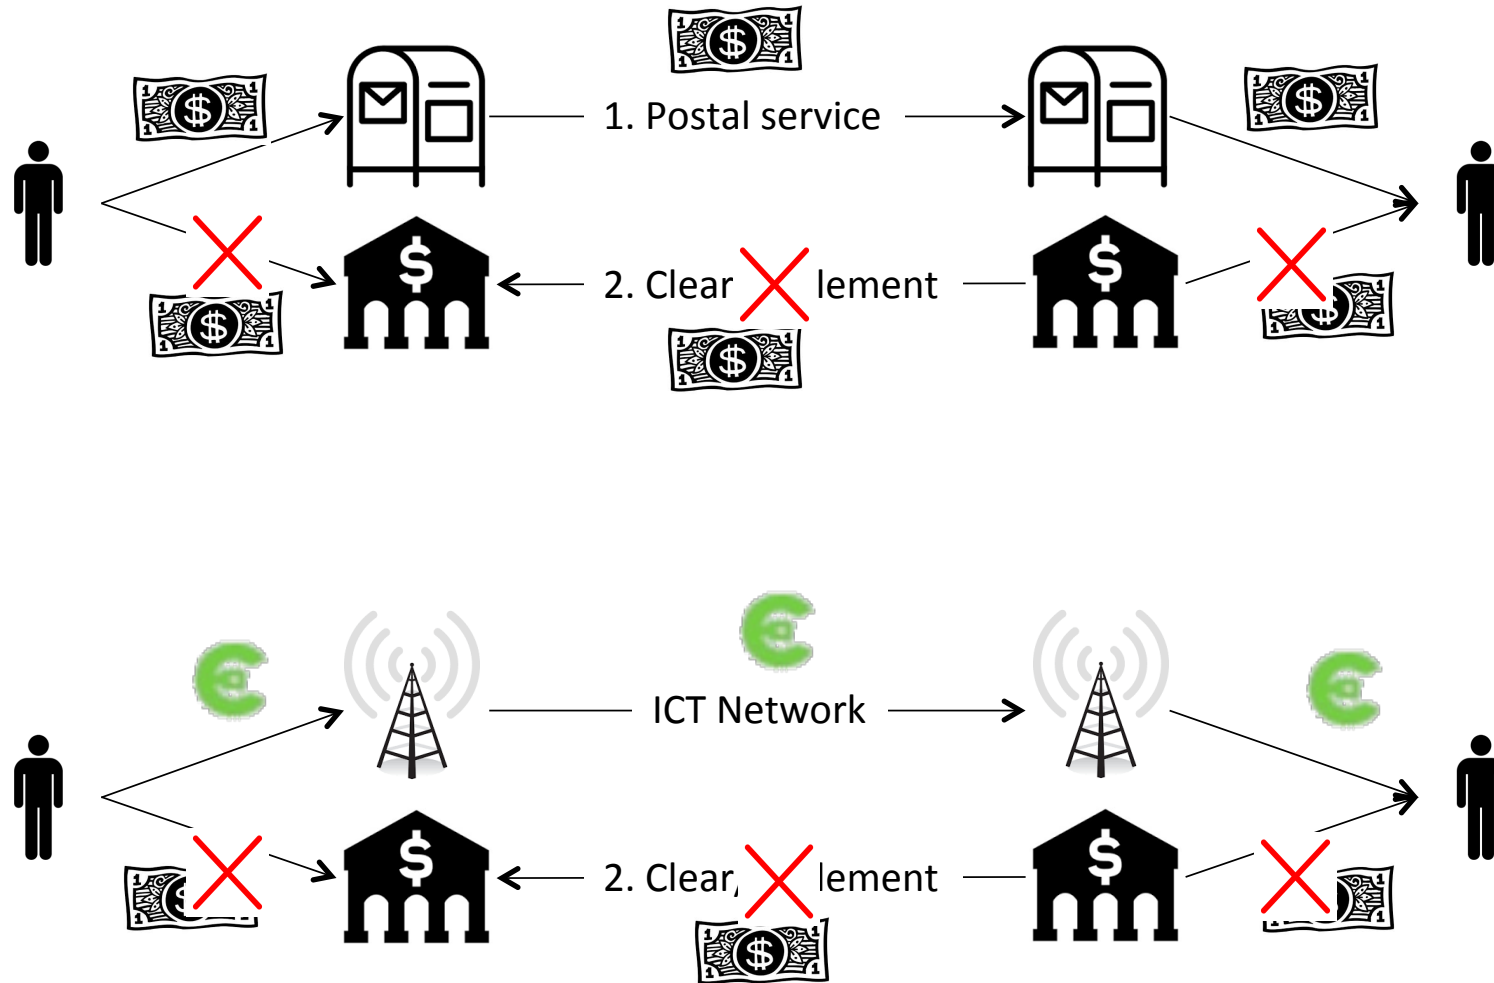 1. Postal service
2. Clear lement
ICT Network
2. Clear, lement